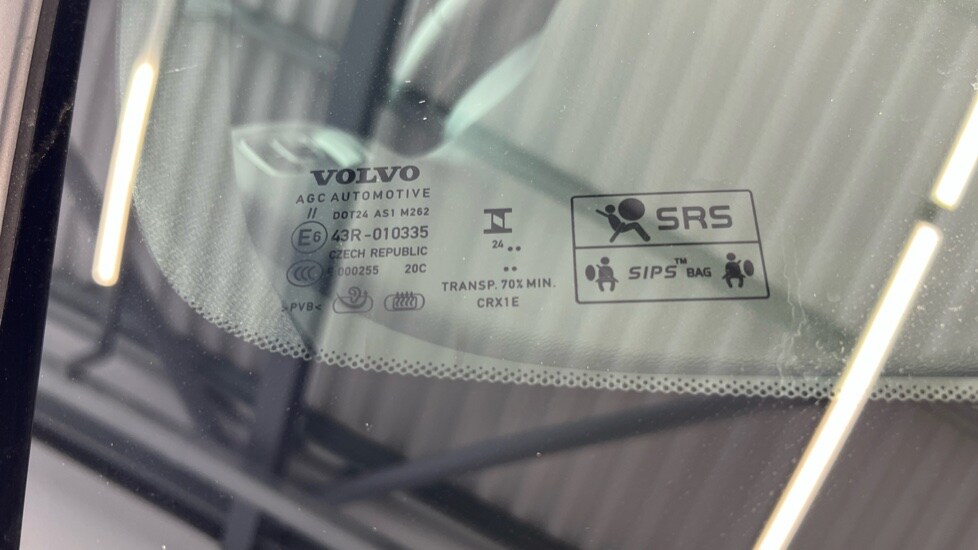 VOLVO
AGC AUTOMOTIVE
// DOT24 AS1 M262
E6 43R-010335
CZECH REPUBLIC
CCC 000255 20C
>PVB<
24 ..
..
TRANSP. 70% MIN.
CRX1E
SRS
SIPS™ BAG